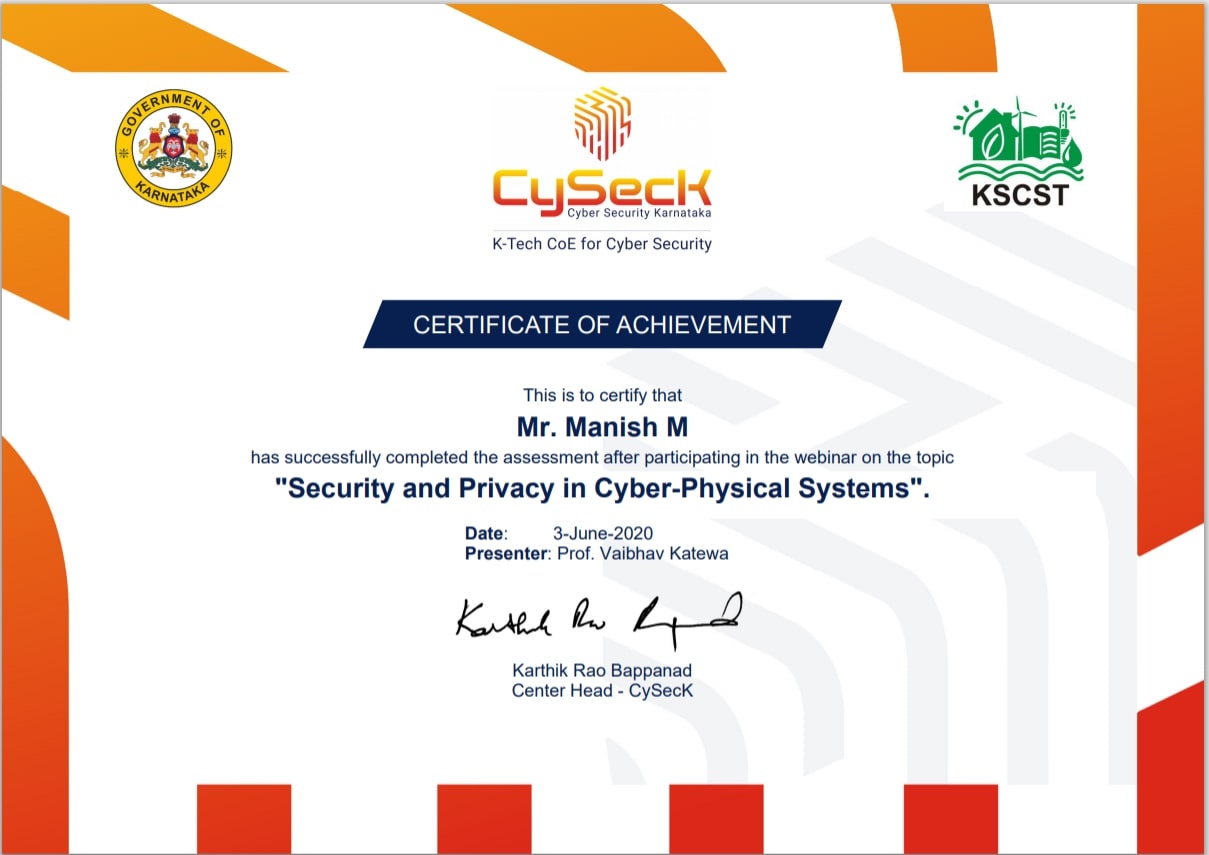 GOVERNMENT OF
KARNATAKA
CySecK
Cyber Security Karnataka
K-Tech CoE for Cyber Security
KSCST
CERTIFICATE OF ACHIEVEMENT
This is to certify that
Mr. Manish M
has successfully completed the assessment after participating in the webinar on the topic
"Security and Privacy in Cyber-Physical Systems".
Date: 3-June-2020
Presenter: Prof. Vaibhav Katewa
Karthik Rao Bappanad
Karthik Rao Bappanad
Center Head - CySecK